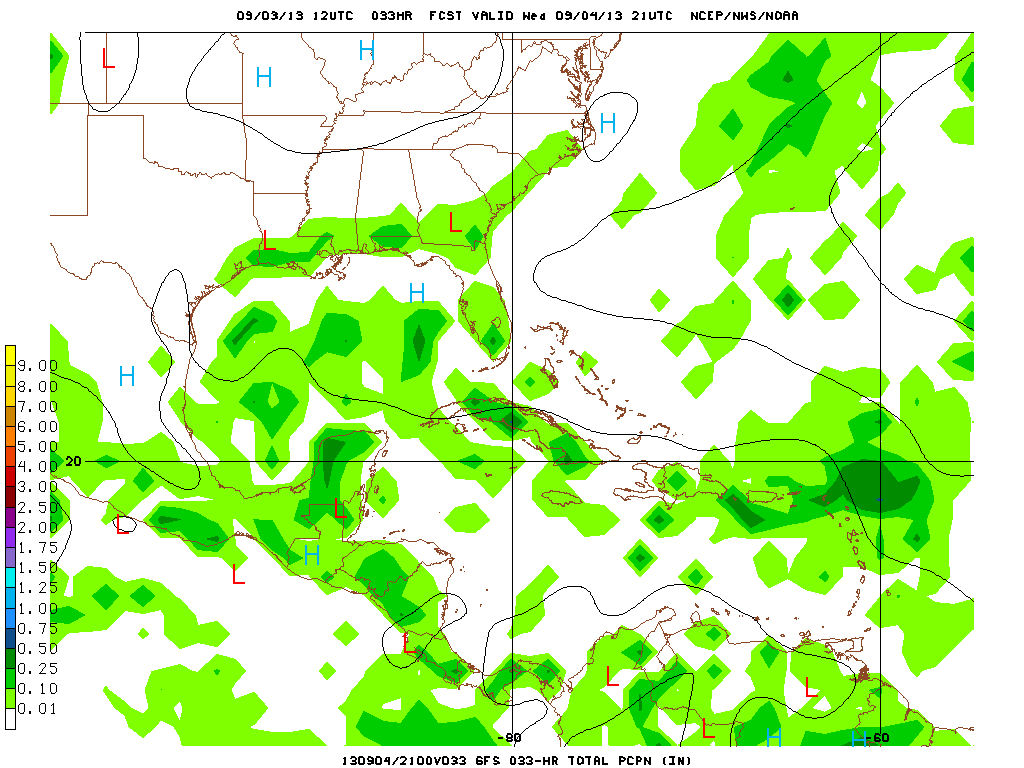 09/03/13 12UTC 033HR FCST VALID Wed 09/04/13 21UTC NCEP/NWS/NOAA
L
H
H
H
L
L
H
H
9.00
8.00
7.00
6.00
5.00
4.00
3.00
2.50
2.00
1.75
1.50
1.25
1.00
0.75
0.50
0.25
0.10
0.01
20
L
L
H
L
L
L
L
L
H
H
-80
-60
130904/2100V033 GFS 033-HR TOTAL PCPN (IN)